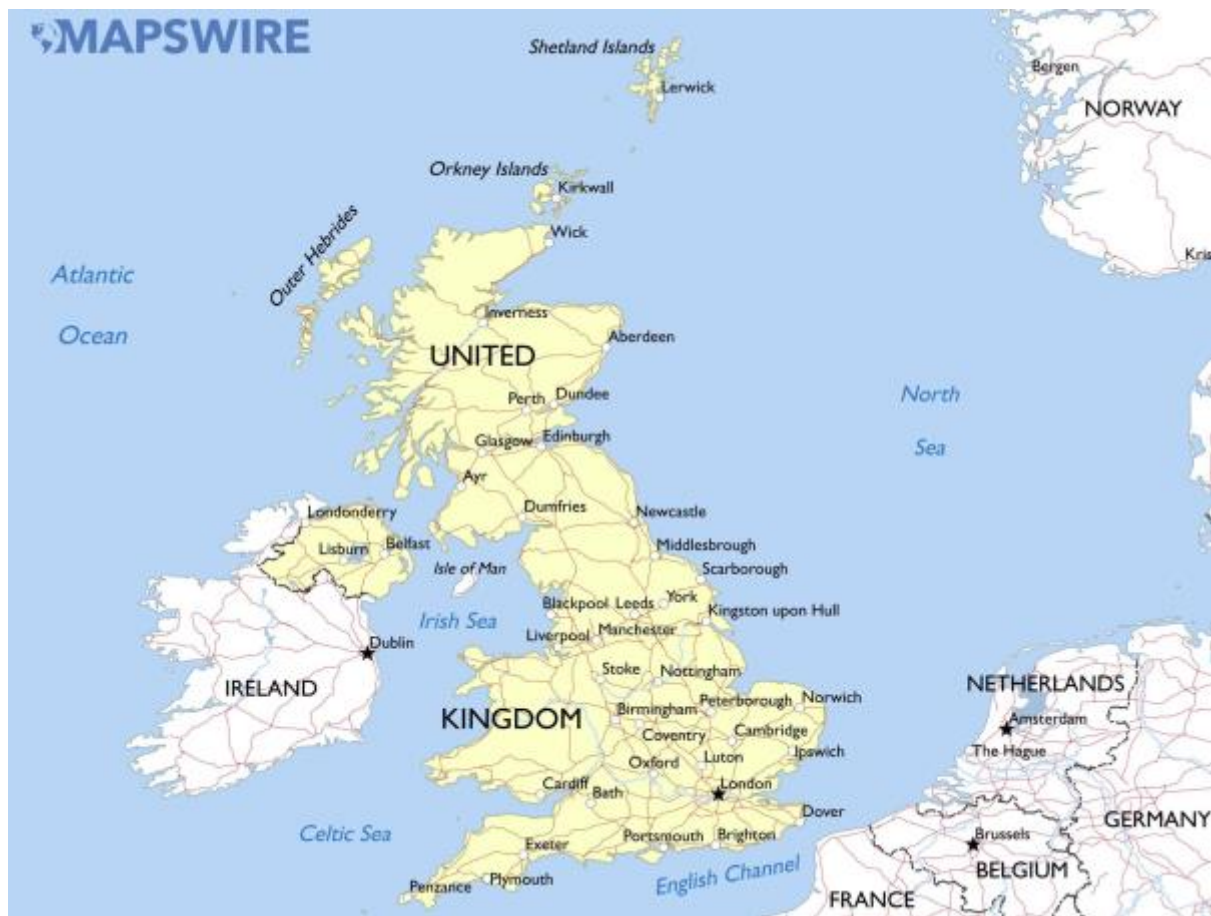 MAPSWIRE
Shetland Islands
Lerwick
Bergen
NORWAY
Orkney Islands
Kirkwall
Wick
Outer Hebrides
Atlantic
Ocean
Kris
Inverness
Aberdeen
UNITED
North
Sea
Perth
Dundee
Glasgow
Edinburgh
Ayr
Londonderry
Dumfries
Newcastle
Lisburn
Belfast
Middlesbrough
Isle of Man
Scarborough
Irish Sea
Blackpool
Leeds
York
Kingston upon Hull
Liverpool
Manchester
Dublin
Stoke
Nottingham
IRELAND
KINGDOM
Birmingham
Peterborough
Norwich
NETHERLANDS
Amsterdam
Coventry
Cambridge
Ipswich
The Hague
Oxford
Luton
Cardiff
Bath
London
Dover
GERMANY
Celtic Sea
Exeter
Portsmouth
Brighton
Brussels
BELGIUM
English Channel
Penzance
Plymouth
FRANCE